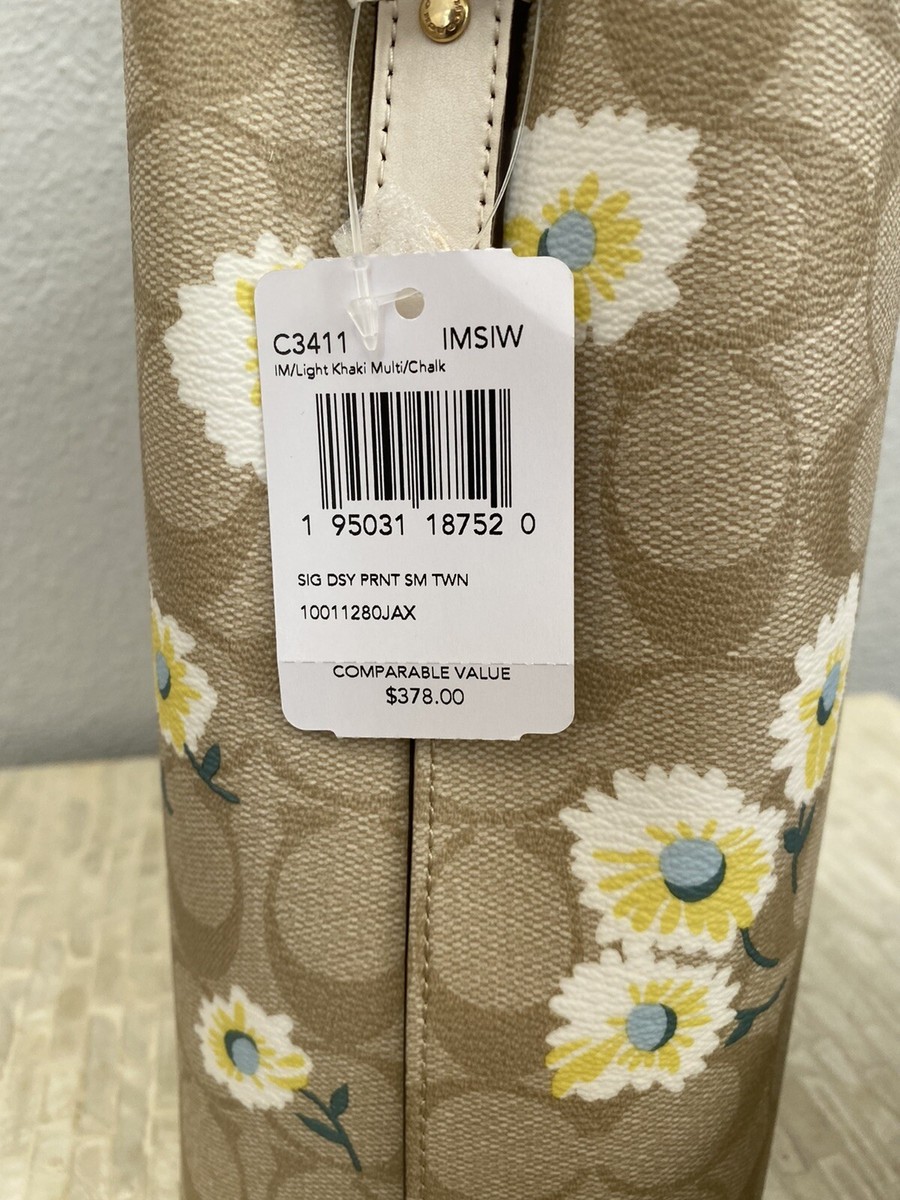 C3411 IMSIW
IM/Light Khaki Multi/Chalk
1 95031 18752 0
SIG DSY PRNT SM TWN
10011280JAX
COMPARABLE VALUE
$378.00